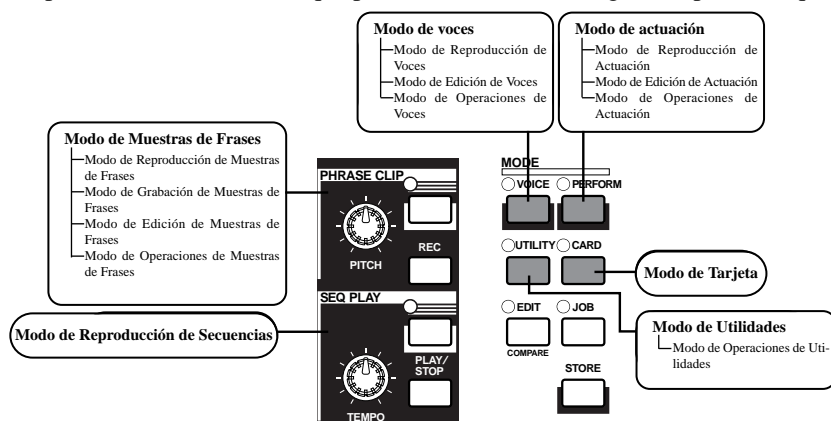 Modo de voces
Modo de Reproducción de
Voces
Modo de Edición de Voces
Modo de Operaciones de
Voces
Modo de actuación
Modo de Reproducción de
Actuación
Modo de Edición de Actuación
Modo de Operaciones de
Actuación
Modo de Muestras de Frases
Modo de Reproducción de Muestras
de Frases
Modo de Grabación de Muestras de
Frases
Modo de Edición de Muestras de
Frases
Modo de Operaciones de Muestras
de Frases
PHRASE CLIP
PITCH
REC
MODE
VOICE PERFORM
UTILITY CARD
Modo de Tarjeta
SEQ PLAY
Modo de Reproducción de Secuencias
PLAY/
STOP
TEMPO
EDIT JOB
COMPARE
STORE
Modo de Utilidades
Modo de Operaciones de Uti-
lidades